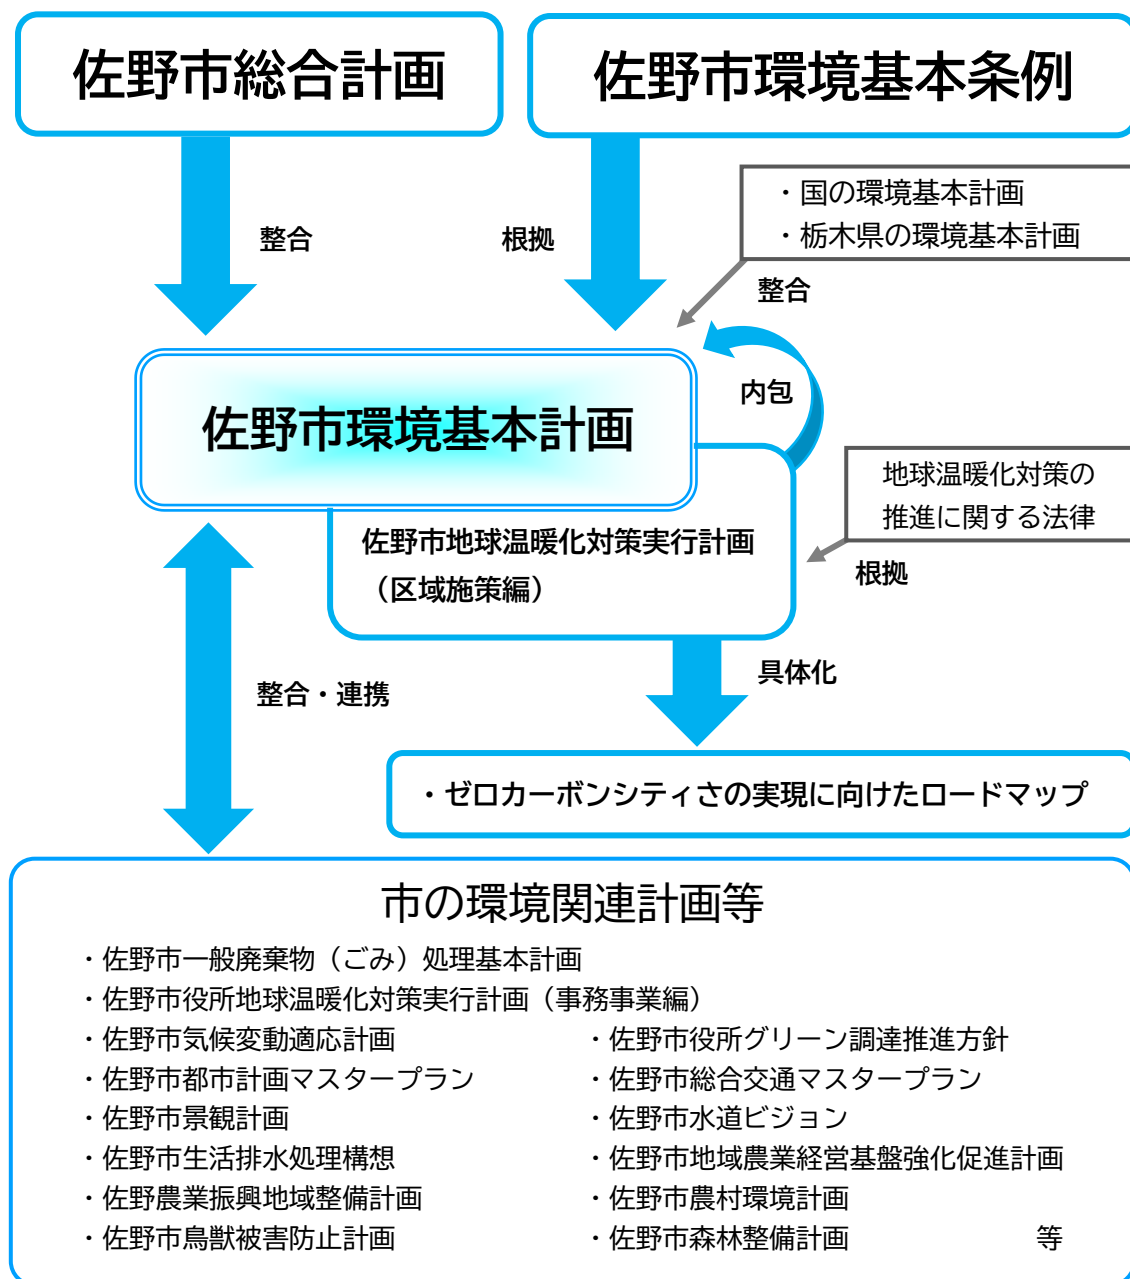 佐野市総合計画
佐野市環境基本条例
・国の環境基本計画
・栃木県の環境基本計画
整合
根拠
整合
内包
佐野市環境基本計画
地球温暖化対策の
推進に関する法律
佐野市地球温暖化対策実行計画
（区域施策編）
根拠
具体化
整合・連携
・ゼロカーボンシティさの実現に向けたロードマップ
市の環境関連計画等
・佐野市一般廃棄物（ごみ）処理基本計画
・佐野市役所地球温暖化対策実行計画（事務事業編）
・佐野市気候変動適応計画 ・佐野市役所グリーン調達推進方針
・佐野市都市計画マスタープラン ・佐野市総合交通マスタープラン
・佐野市景観計画 ・佐野市水道ビジョン
・佐野市生活排水処理構想 ・佐野市地域農業経営基盤強化促進計画
・佐野農業振興地域整備計画 ・佐野市農村環境計画
・佐野市鳥獣被害防止計画 ・佐野市森林整備計画 等